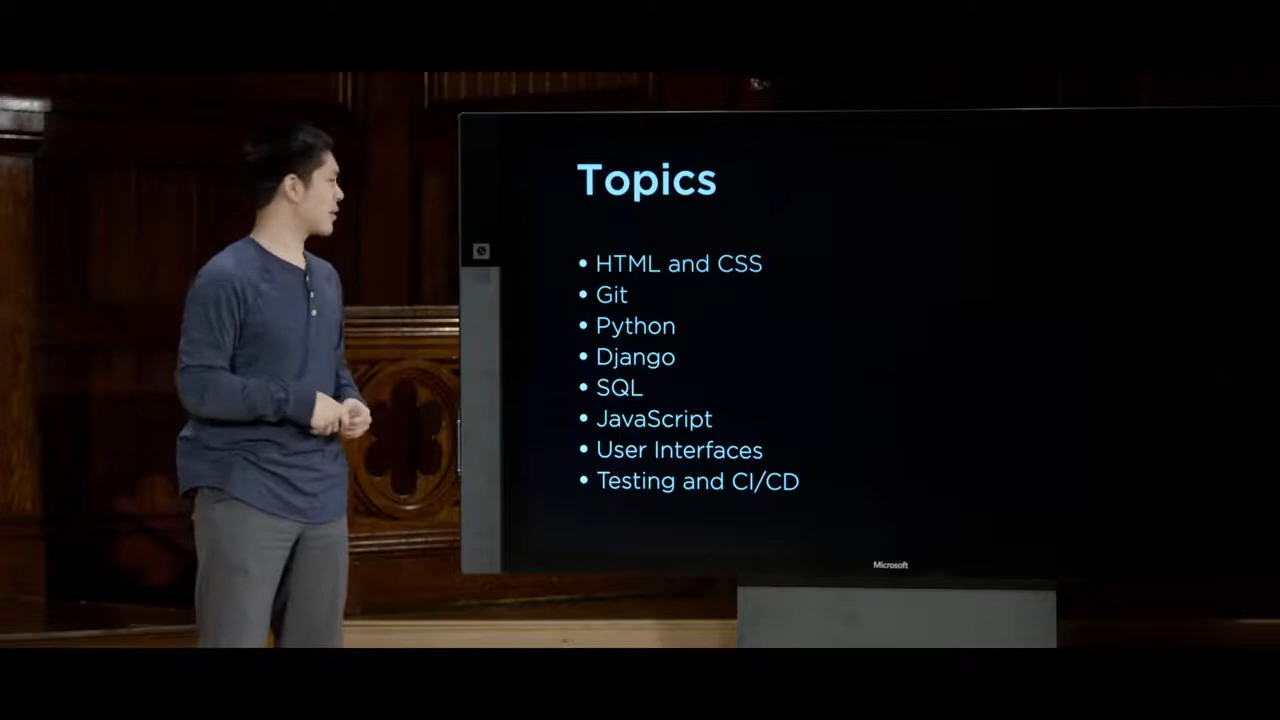 Topics
• HTML and CSS
• Git
• Python
• Django
• SQL
• JavaScript
• User Interfaces
• Testing and CI/CD
Microsoft